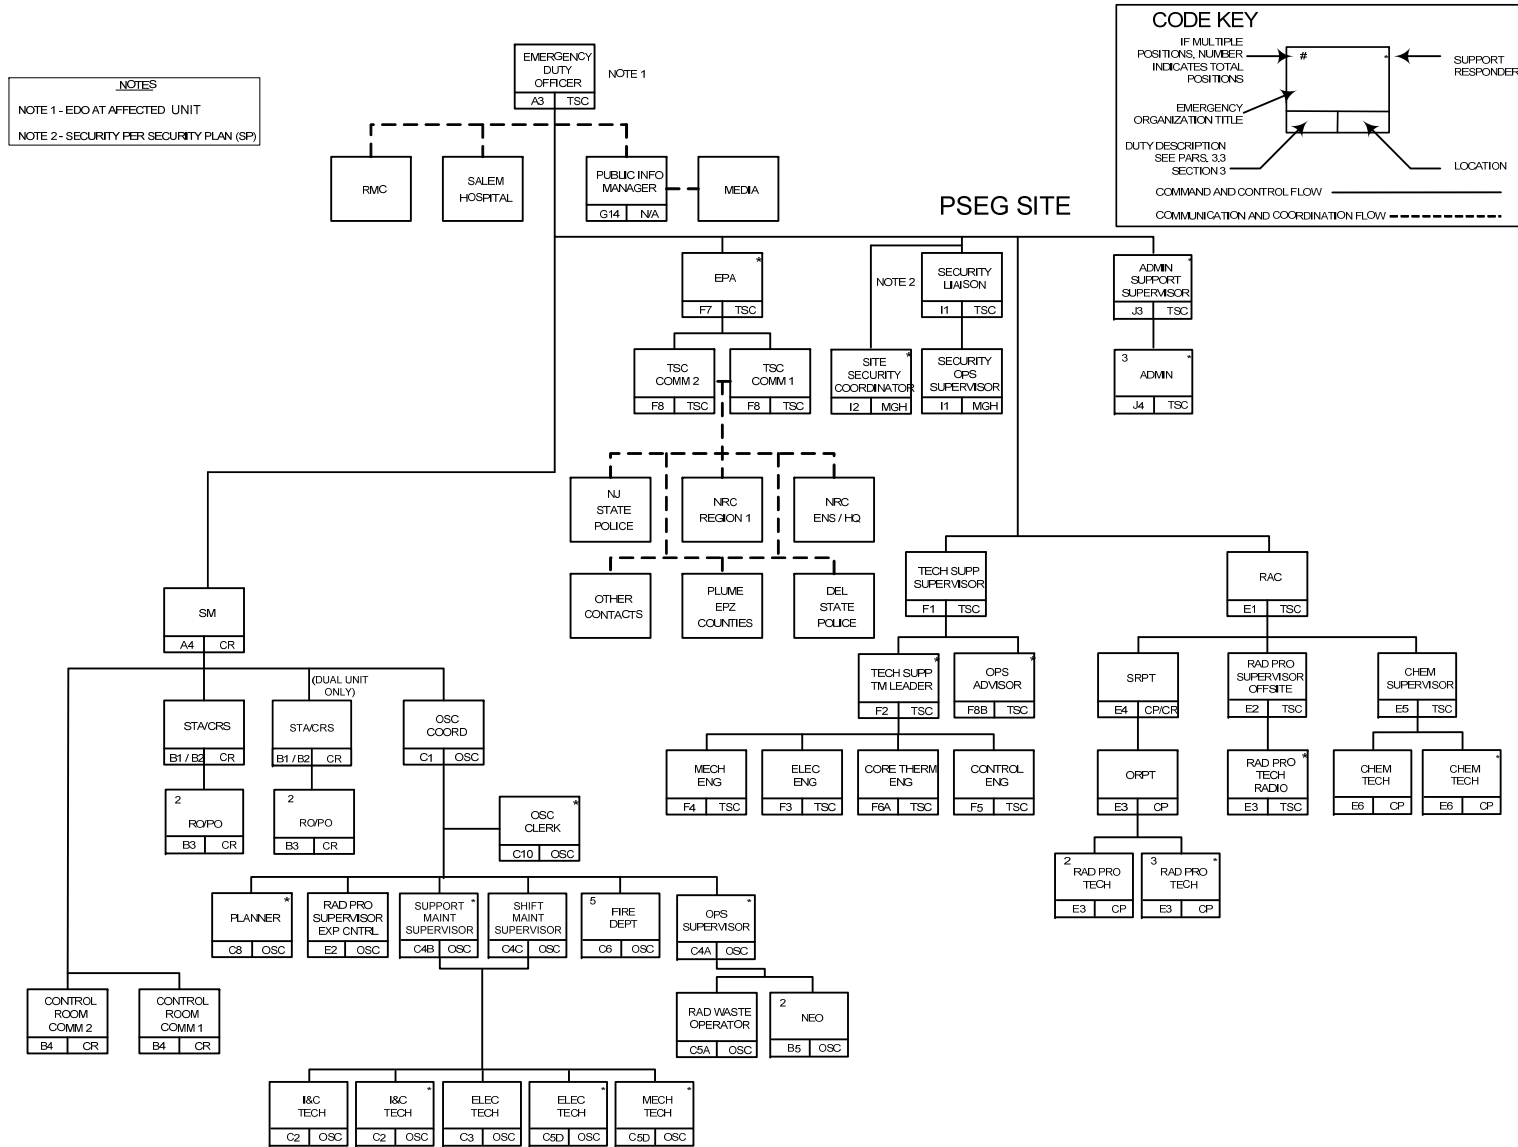 CODE KEY
IF MULTIPLE
POSITIONS, NUMBER
INDICATES TOTAL
POSITIONS
#
*
SUPPORT
RESPONDER
EMERGENCY
ORGANIZATION TITLE
DUTY DESCRIPTION
SEE PARS. 3.3
SECTION 3
LOCATION
COMMAND AND CONTROL FLOW
COMMUNICATION AND COORDINATION FLOW
NOTES
NOTE 1 - EDO AT AFFECTED UNIT
NOTE 2 - SECURITY PER SECURITY PLAN (SP)
EMERGENCY
DUTY
OFFICER
A3 TSC
NOTE 1
RMC
SALEM
HOSPITAL
PUBLIC INFO
MANAGER
G14 N/A
MEDIA
PSEG SITE
EPA
*
F7 TSC
NOTE 2
SECURITY
LIAISON
I1 TSC
*
ADMIN
SUPPORT
SUPERVISOR
J3 TSC
TSC
COMM 2
F8 TSC
TSC
COMM 1
F8 TSC
*
SITE
SECURITY
COORDINATOR
I2 MGH
SECURITY
OPS
SUPERVISOR
I1 MGH
3 *
ADMIN
J4 TSC
NJ
STATE
POLICE
NRC
REGION 1
NRC
ENS / HQ
OTHER
CONTACTS
PLUME
EPZ
COUNTIES
DEL
STATE
POLICE
TECH SUPP
SUPERVISOR
F1 TSC
RAC
E1 TSC
SM
A4 CR
*
TECH SUPP
TM LEADER
F2 TSC
*
OPS
ADVISOR
F8B TSC
SRPT
E4 CP/CR
RAD PRO
SUPERVISOR
OFFSITE
E2 TSC
CHEM
SUPERVISOR
E5 TSC
STA/CRS
B1 / B2 CR
(DUAL UNIT
ONLY)
STA/CRS
B1 / B2 CR
OSC
COORD
C1 OSC
MECH
ENG
F4 TSC
ELEC
ENG
F3 TSC
CORE THERM
ENG
F6A TSC
CONTROL
ENG
F5 TSC
ORPT
E3 CP
*
RAD PRO
TECH
RADIO
E3 TSC
CHEM
TECH
E6 CP
*
CHEM
TECH
E6 CP
2
RO/PO
B3 CR
2
RO/PO
B3 CR
*
OSC
CLERK
C10 OSC
2
RAD PRO
TECH
E3 CP
3 *
RAD PRO
TECH
E3 CP
*
PLANNER
C8 OSC
RAD PRO
SUPERVISOR
EXP CNTRL
E2 OSC
*
SUPPORT
MAINT
SUPERVISOR
C4B OSC
SHIFT
MAINT
SUPERVISOR
C4C OSC
5
FIRE
DEPT
C6 OSC
*
OPS
SUPERVISOR
C4A OSC
CONTROL
ROOM
COMM 2
B4 CR
CONTROL
ROOM
COMM 1
B4 CR
RAD WASTE
OPERATOR
C5A OSC
2
NEO
B5 OSC
I&C
TECH
C2 OSC
*
I&C
TECH
C2 OSC
ELEC
TECH
C3 OSC
*
ELEC
TECH
C5D OSC
*
MECH
TECH
C5D OSC